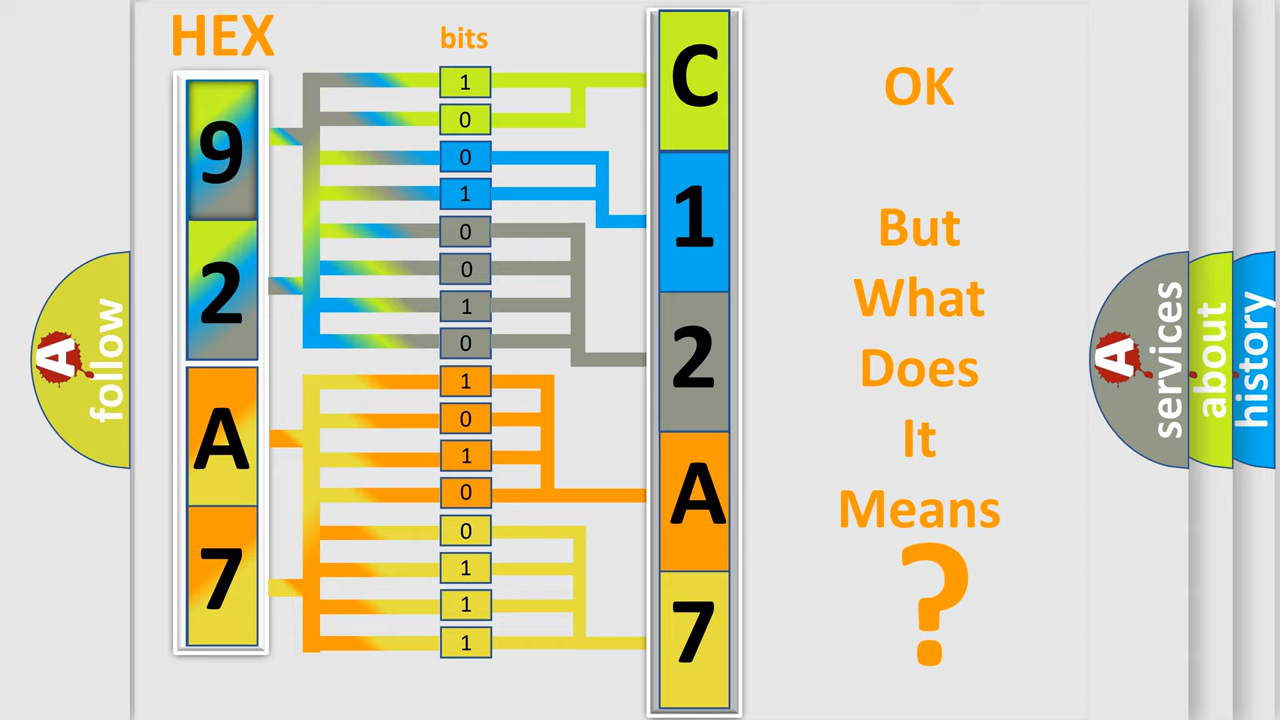 HEX
bits
9
2
A
7
1
0
0
1
0
0
1
0
1
0
1
0
0
1
1
1
C
1
2
A
7
OK
But
What
Does
It
Means
?
A
follow
A
services
about
history